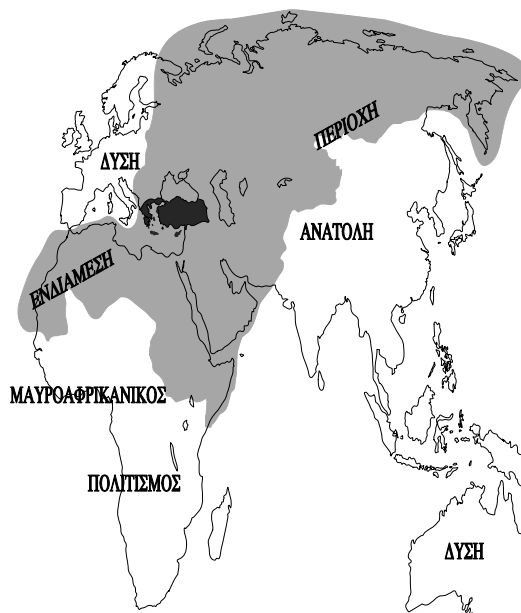 ΠΕΡΙΟΧΗ
ΔΥΣΗ
ΑΝΑΤΟΛΗ
ΕΝΔΙΑΜΕΣΗ
ΜΑΥΡΟΑΦΡΙΚΑΝΙΚΟΣ
ΠΟΛΙΤΙΣΜΟΣ
ΔΥΣΗ